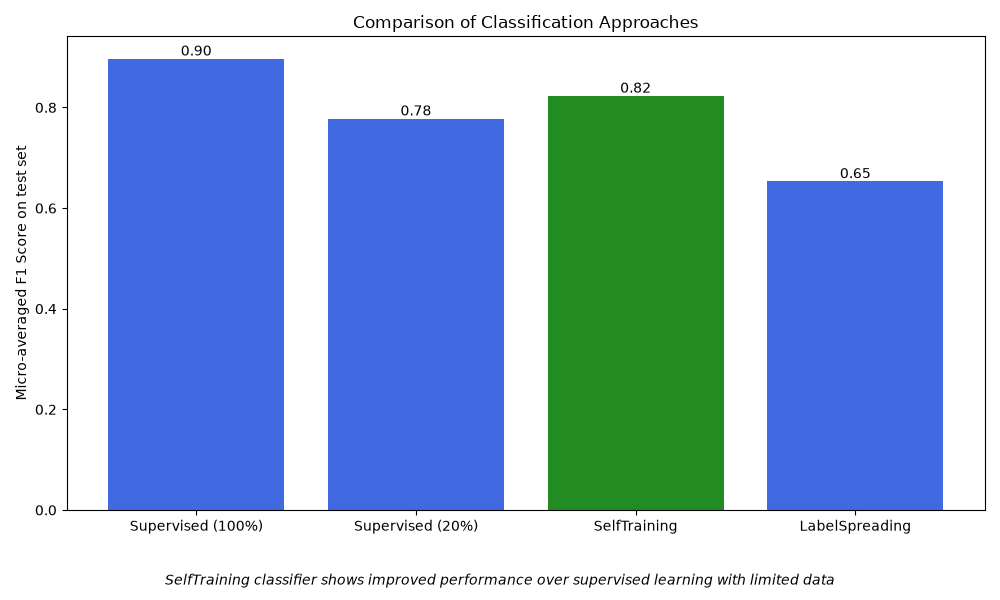 Comparison of Classification Approaches
Micro-averaged F1 Score on test set
0.8
0.6
0.4
0.2
0.0
0.90
0.78
0.82
0.65
Supervised (100%)
Supervised (20%)
SelfTraining
LabelSpreading
SelfTraining classifier shows improved performance over supervised learning with limited data